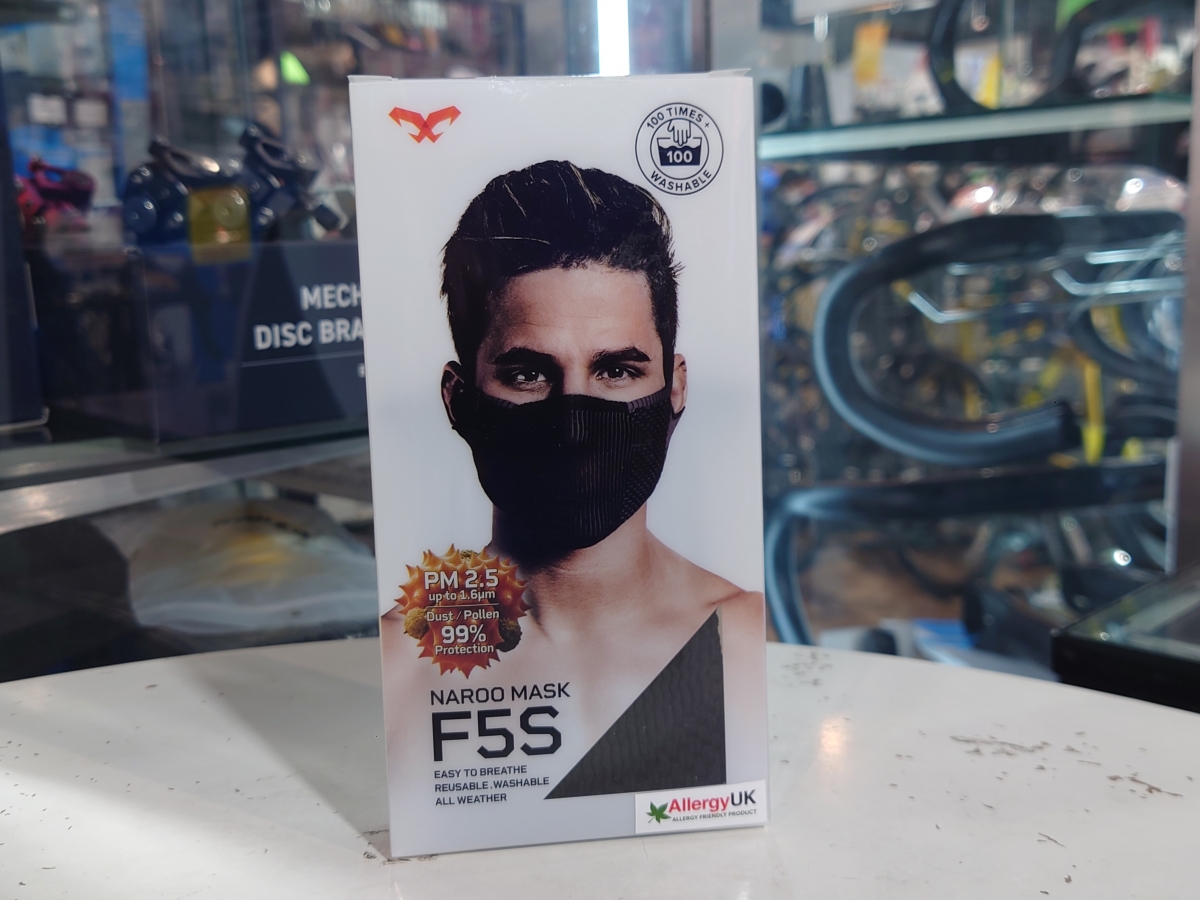 100 TIMES +
100
WASHABLE
MECH
DISC BRA
PM 2.5
up to 1.6µm
Dust / Pollen
99%
Protection
NAROO MASK
F5S
EASY TO BREATHE
REUSABLE .WASHABLE
ALL WEATHER
AllergyUK
ALLERGY FRIENDLY PRODUCT